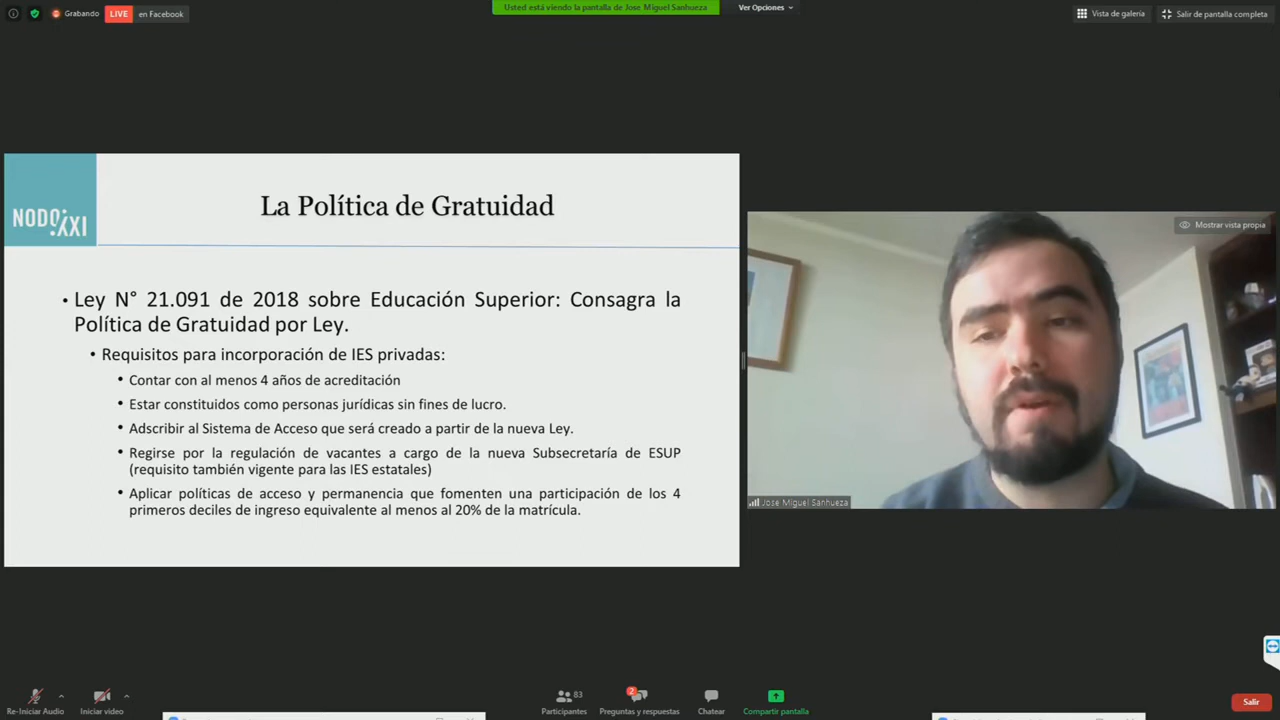 Grabando
LIVE
en Facebook
Usted está viendo la pantalla de Jose Miguel Sanhueza
Ver Opciones
Vista de galería
Salir de pantalla completa
NODO
XXI
La Política de Gratuidad
• Ley N° 21.091 de 2018 sobre Educación Superior: Consagra la
Política de Gratuidad por Ley.
• Requisitos para incorporación de IES privadas:
• Contar con al menos 4 años de acreditación
• Estar constituidos como personas jurídicas sin fines de lucro.
• Adscribir al Sistema de Acceso que será creado a partir de la nueva Ley.
• Regirse por la regulación de vacantes a cargo de la nueva Subsecretaría de ESUP
(requisito también vigente para las IES estatales)
• Aplicar políticas de acceso y permanencia que fomenten una participación de los 4
primeros deciles de ingreso equivalente al menos al 20% de la matrícula.
Mostrar vista propia
Jose Miguel Sanhueza
Re-Iniciar Audio
Iniciar video
83
Participantes
2
Preguntas y respuestas
Chatear
Compartir pantalla
Salir